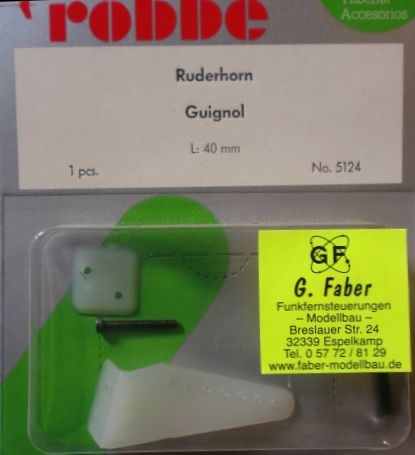 robbe
Accesorios
Ruderhorn
Guignol
L: 40 mm
1 pcs.
No. 5124
GF
G. Faber
Funkfernsteuerungen
– Modellbau –
Breslauer Str. 24
32339 Espelkamp
Tel. 0 57 72 / 81 29
www.faber-modellbau.de